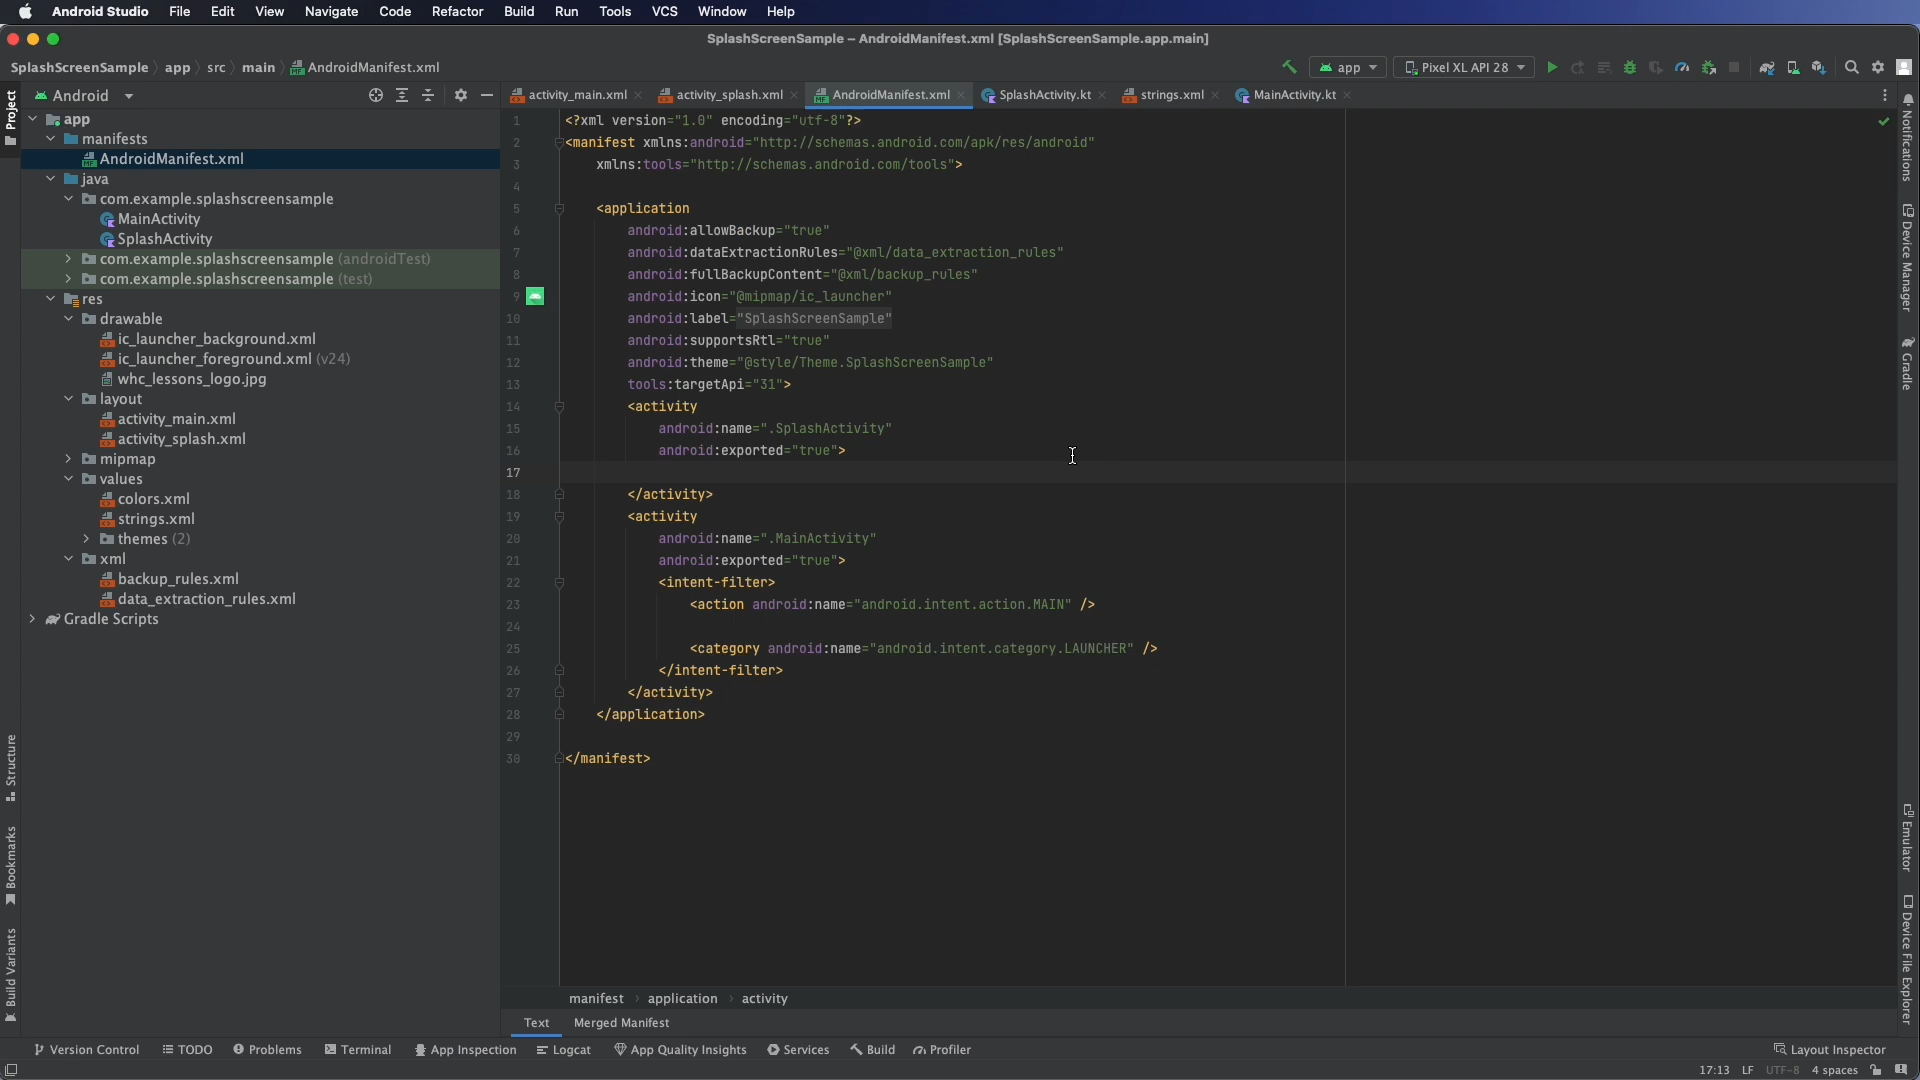 Android Studio File Edit View Navigate Code Refactor Build Run Tools VCS Window Help
SplashScreenSample – AndroidManifest.xml [SplashScreenSample.app.main]
SplashScreenSample app src main AndroidManifest.xml
app Pixel XL API 28
Project
Android
app
manifests
AndroidManifest.xml
java
com.example.splashscreensample
MainActivity
SplashActivity
com.example.splashscreensample (androidTest)
com.example.splashscreensample (test)
res
drawable
ic_launcher_background.xml
ic_launcher_foreground.xml (v24)
whc_lessons_logo.jpg
layout
activity_main.xml
activity_splash.xml
mipmap
values
colors.xml
strings.xml
themes (2)
xml
backup_rules.xml
data_extraction_rules.xml
Gradle Scripts
Structure
Bookmarks
Build Variants
activity_main.xml activity_splash.xml AndroidManifest.xml SplashActivity.kt strings.xml MainActivity.kt
1 <?xml version="1.0" encoding="utf-8"?>
2 <manifest xmlns:android="http://schemas.android.com/apk/res/android"
3 xmlns:tools="http://schemas.android.com/tools">
4
5 <application
6 android:allowBackup="true"
7 android:dataExtractionRules="@xml/data_extraction_rules"
8 android:fullBackupContent="@xml/backup_rules"
9 android:icon="@mipmap/ic_launcher"
10 android:label="SplashScreenSample"
11 android:supportsRtl="true"
12 android:theme="@style/Theme.SplashScreenSample"
13 tools:targetApi="31">
14 <activity
15 android:name=".SplashActivity"
16 android:exported="true">
17
18 </activity>
19 <activity
20 android:name=".MainActivity"
21 android:exported="true">
22 <intent-filter>
23 <action android:name="android.intent.action.MAIN" />
24
25 <category android:name="android.intent.category.LAUNCHER" />
26 </intent-filter>
27 </activity>
28 </application>
29
30 </manifest>
manifest application activity
Text Merged Manifest
Notifications
Device Manager
Gradle
Emulator
Device File Explorer
Version Control TODO Problems Terminal App Inspection Logcat App Quality Insights Services Build Profiler Layout Inspector
17:13 LF UTF-8 4 spaces